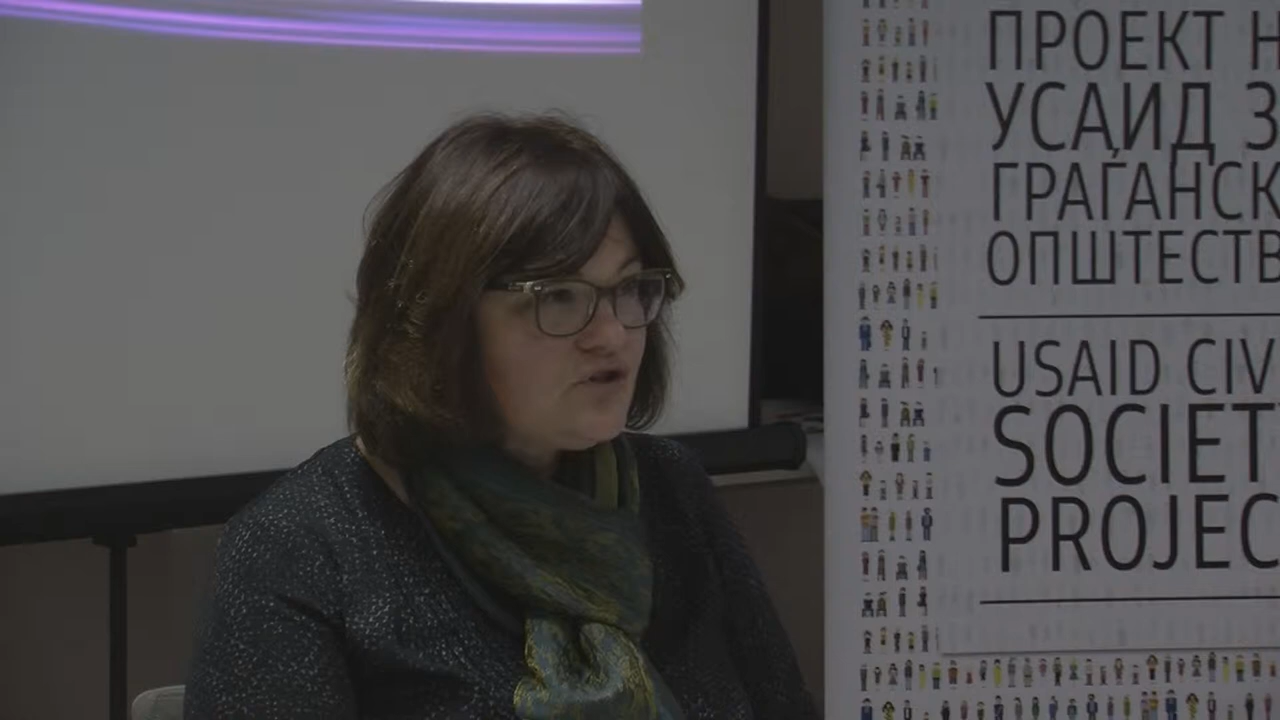 ПРОЕКТ Н
УСАИД З
ГРАЃАНСК
ОПШТЕСТВ
USAID CIV
SOCIET
PROJEC